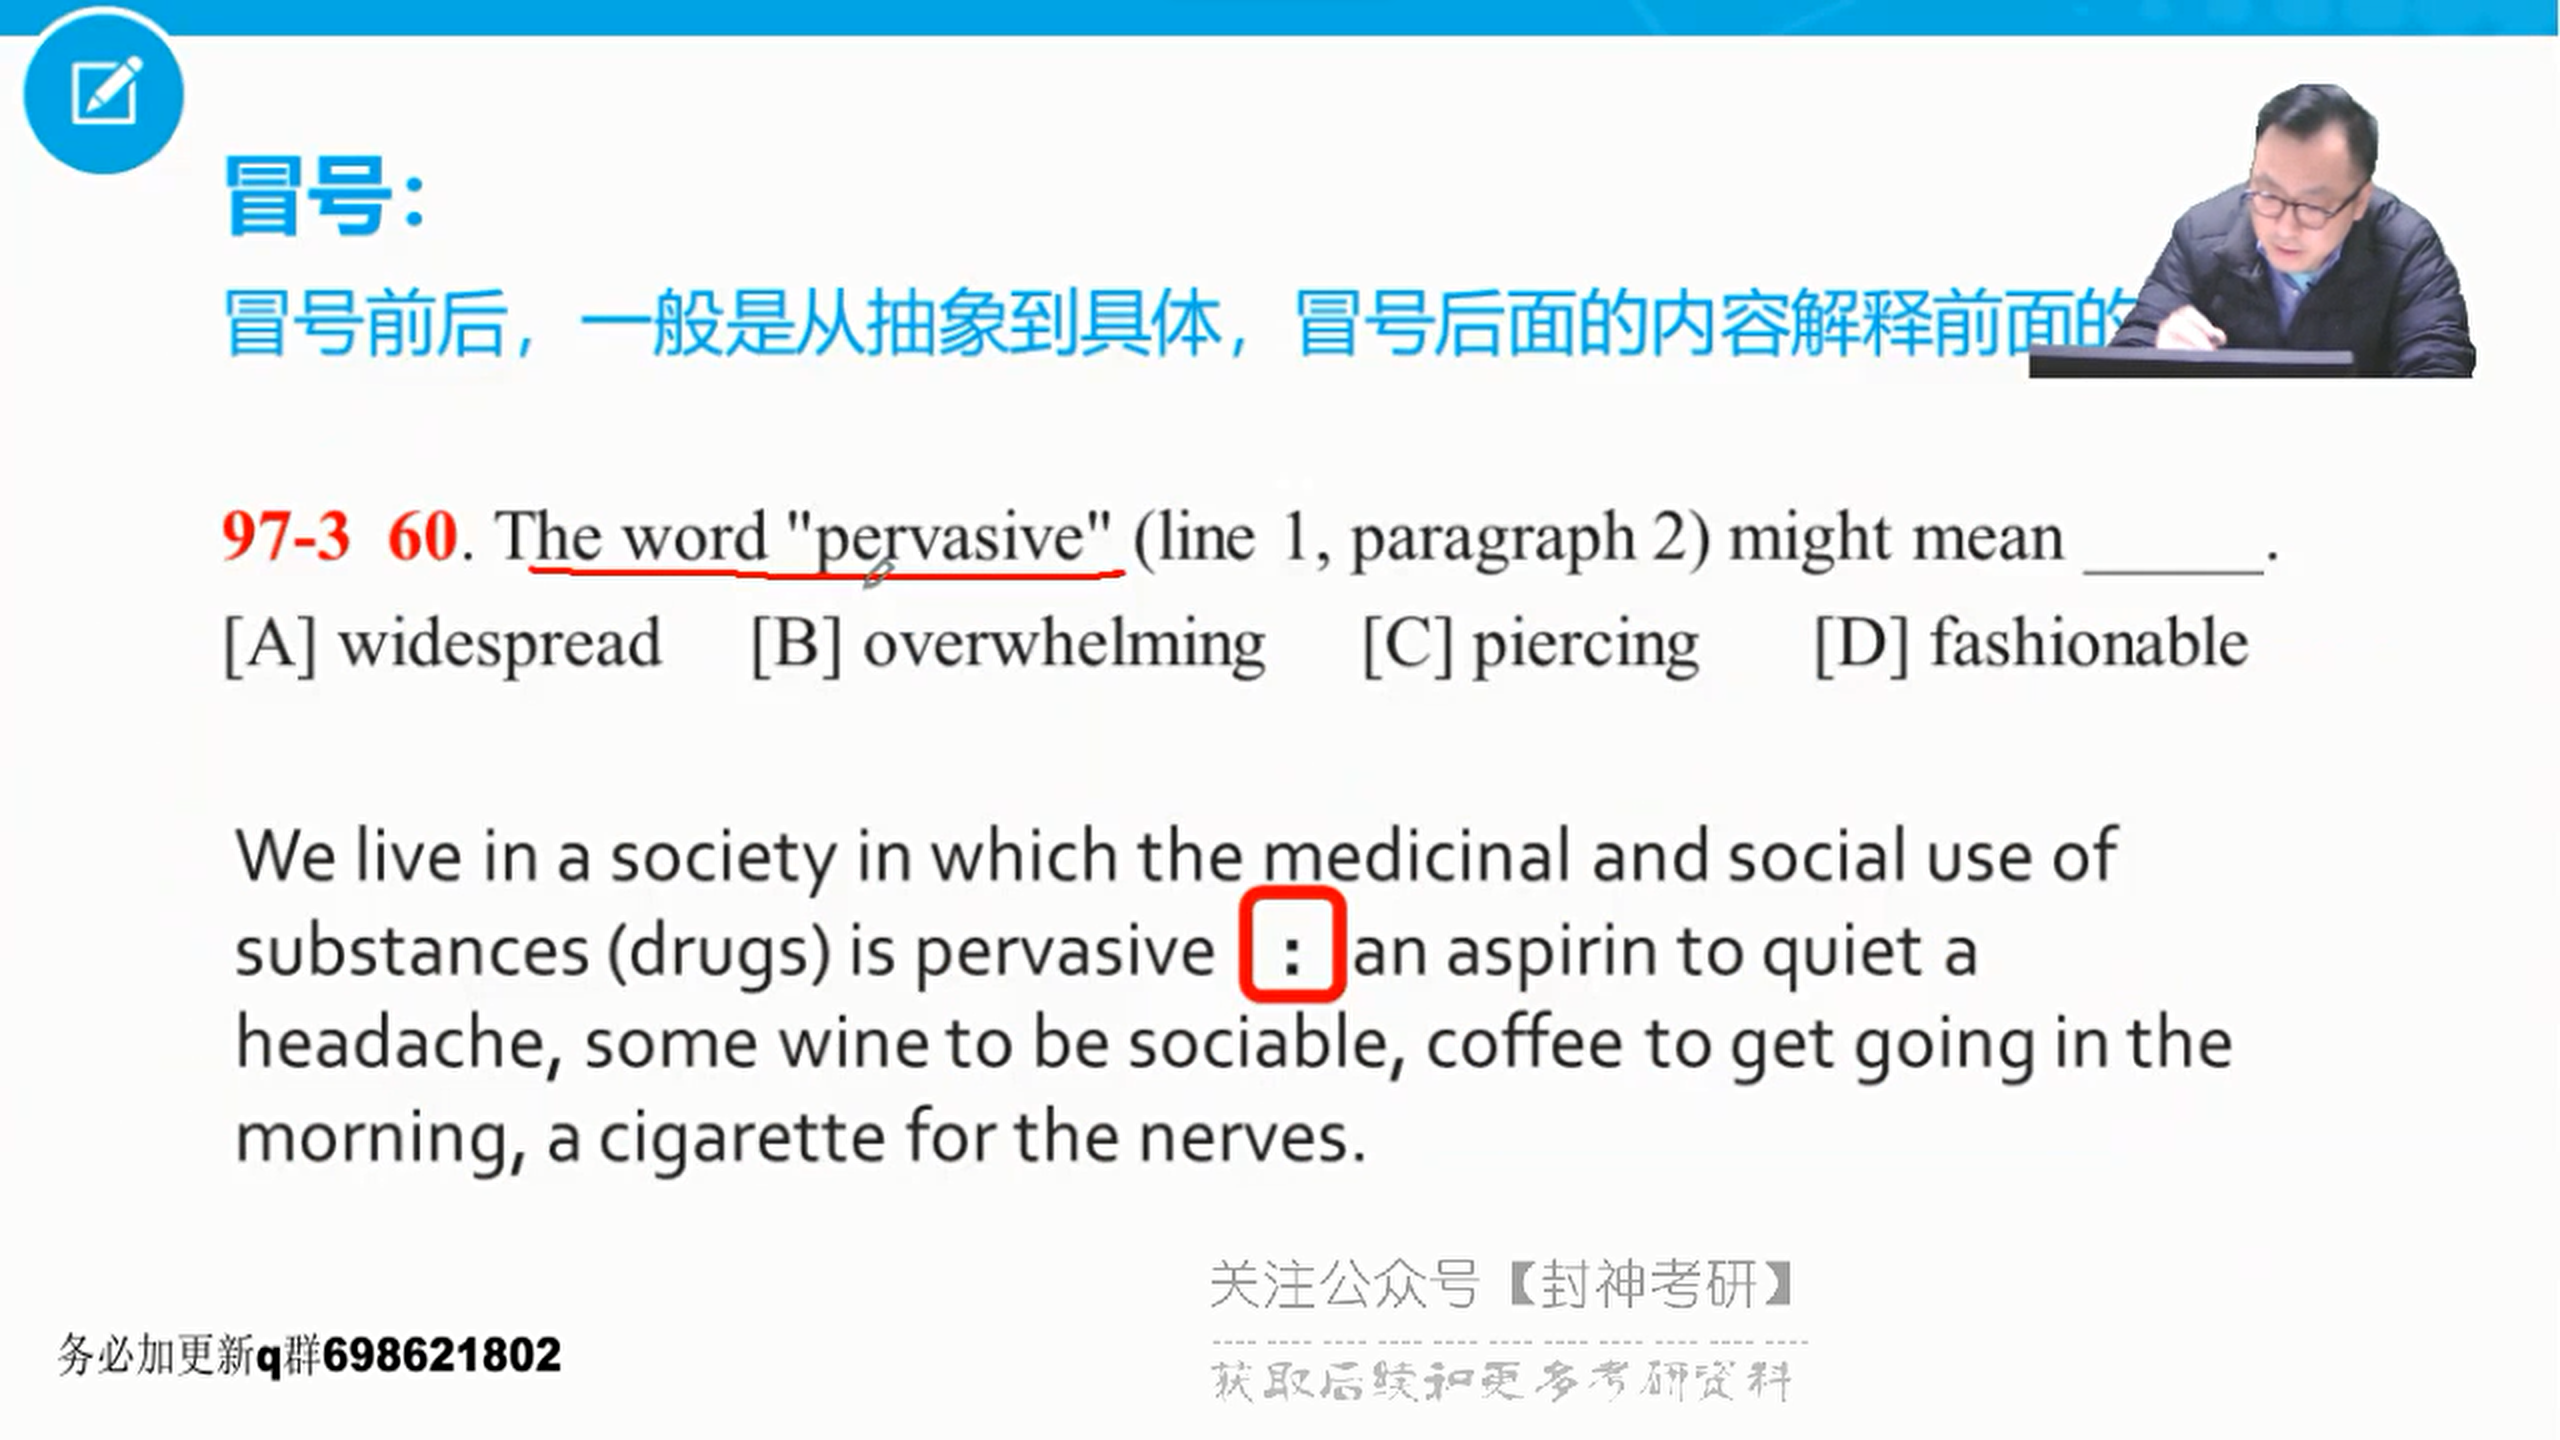 冒号：
冒号前后，一般是从抽象到具体，冒号后面的内容解释前面的
97-3 60. The word "pervasive" (line 1, paragraph 2) might mean _____.
[A] widespread [B] overwhelming [C] piercing [D] fashionable
We live in a society in which the medicinal and social use of
substances (drugs) is pervasive : an aspirin to quiet a
headache, some wine to be sociable, coffee to get going in the
morning, a cigarette for the nerves.
关注公众号【封神考研】
获取后续和更多考研资料
务必加更新q群698621802